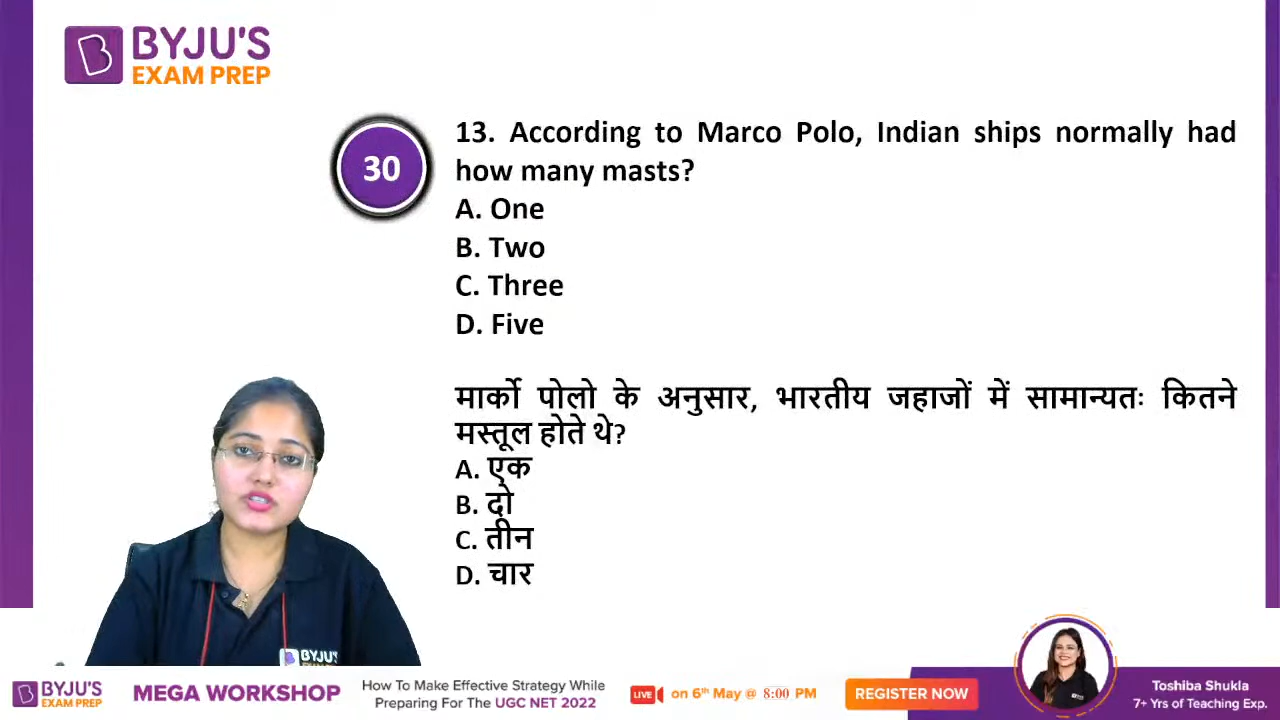 BYJU'S
EXAM PREP
30
13. According to Marco Polo, Indian ships normally had
how many masts?
A. One
B. Two
C. Three
D. Five
मार्को पोलो के अनुसार, भारतीय जहाजों में सामान्यतः कितने
मस्तूल होते थे?
A. एक
B. दो
C. तीन
D. चार
BYJU'S
EXAM PREP
BYJU'S
EXAM PREP
MEGA WORKSHOP
How To Make Effective Strategy While
Preparing For The UGC NET 2022
LIVE
on 6th May @ 8:00 PM
REGISTER NOW
Toshiba Shukla
7+ Yrs of Teaching Exp.